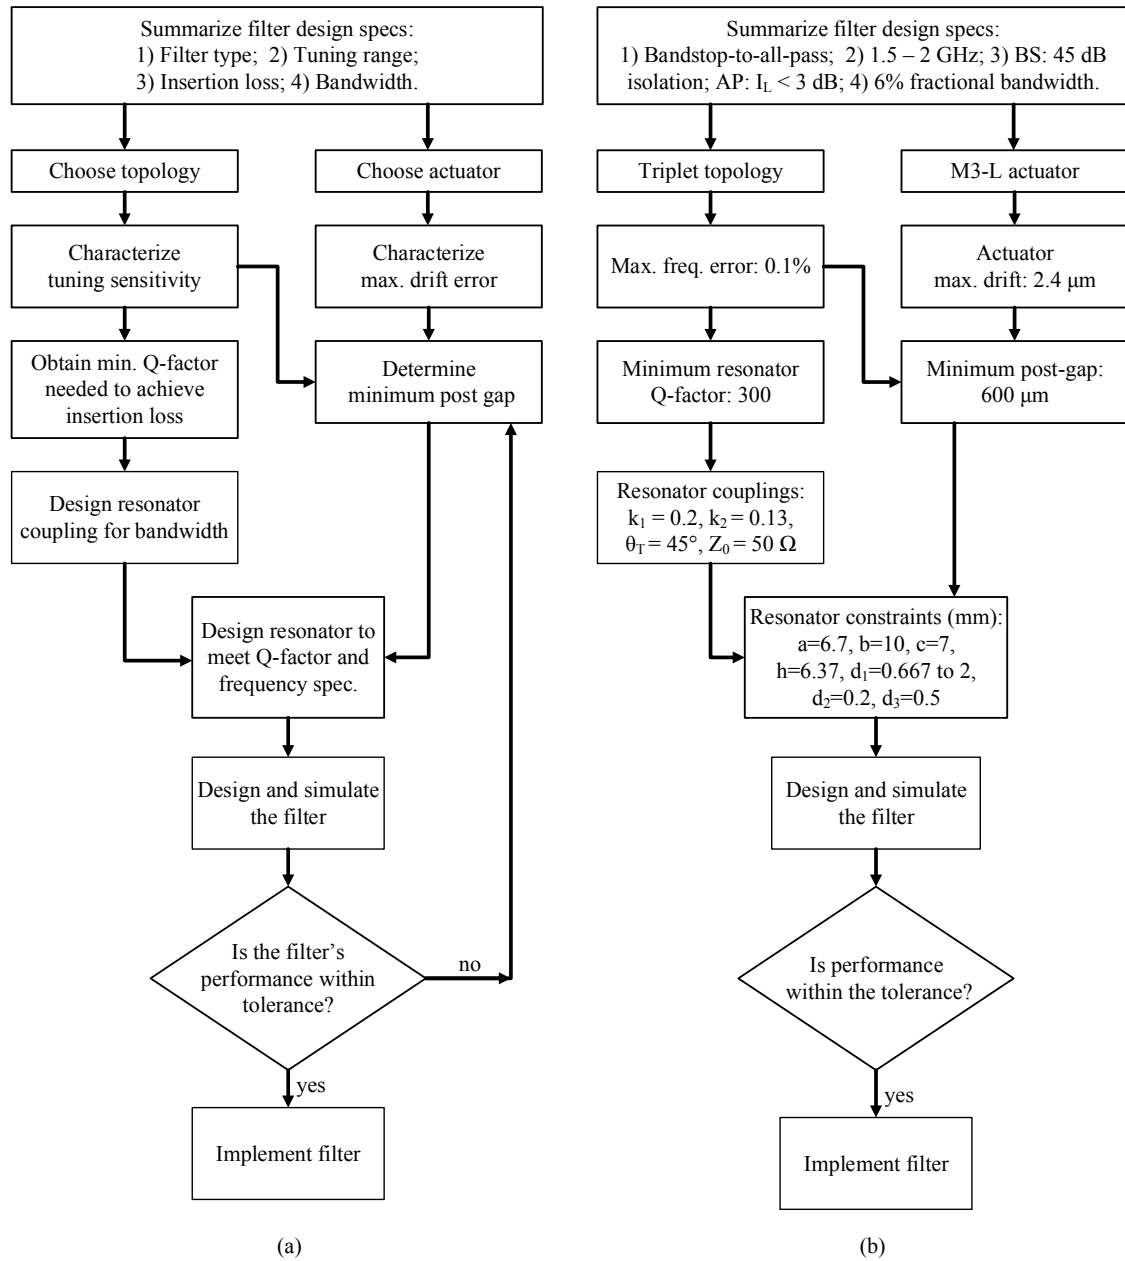 Summarize filter design specs:
1) Filter type;  2) Tuning range;
3) Insertion loss; 4) Bandwidth.
Choose topology
Choose actuator
Characterize
tuning sensitivity
Characterize
max. drift error
Obtain min. Q-factor
needed to achieve
insertion loss
Determine
minimum post gap
Design resonator
coupling for bandwidth
Design resonator to
meet Q-factor and
frequency spec.
Design and simulate
the filter
Is the filter’s
performance within
tolerance?
no
yes
Implement filter
(a)
Summarize filter design specs:
1) Bandstop-to-all-pass;  2) 1.5 – 2 GHz; 3) BS: 45 dB
isolation; AP: I_L < 3 dB; 4) 6% fractional bandwidth.
Triplet topology
M3-L actuator
Max. freq. error: 0.1%
Actuator
max. drift: 2.4 μm
Minimum resonator
Q-factor: 300
Minimum post-gap:
600 μm
Resonator couplings:
k₁ = 0.2, k₂ = 0.13,
θ_T = 45°, Z₀ = 50 Ω
Resonator constraints (mm):
a=6.7, b=10, c=7,
h=6.37, d₁=0.667 to 2,
d₂=0.2, d₃=0.5
Design and simulate
the filter
Is performance
within the tolerance?
yes
Implement filter
(b)